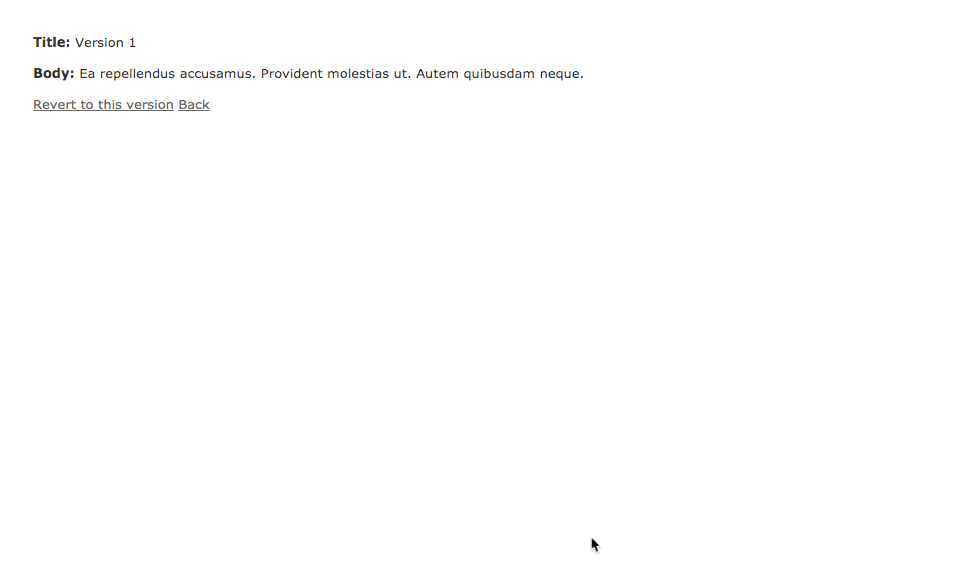 Title: Version 1
Body: Ea repellendus accusamus. Provident molestias ut. Autem quibusdam neque.
Revert to this version Back